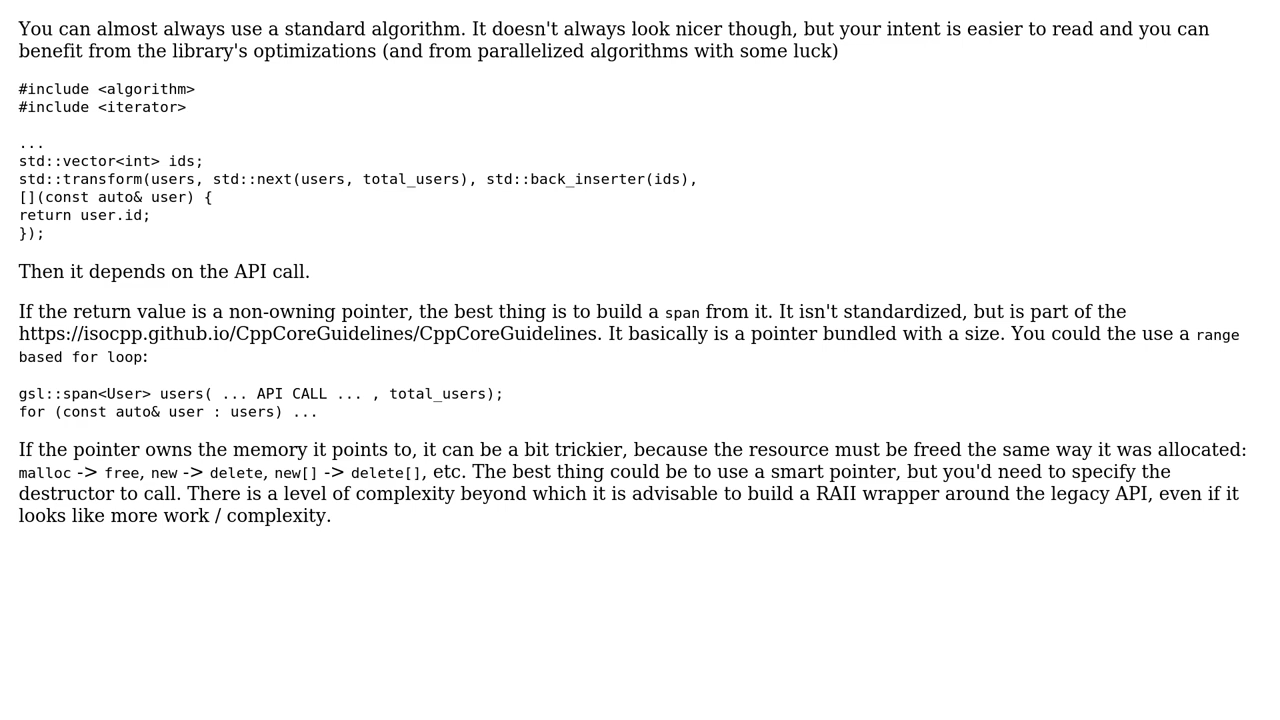 You can almost always use a standard algorithm. It doesn't always look nicer though, but your intent is easier to read and you can
benefit from the library's optimizations (and from parallelized algorithms with some luck)
#include <algorithm>
#include <iterator>
...
std::vector<int> ids;
std::transform(users, std::next(users, total_users), std::back_inserter(ids),
[](const auto& user) {
return user.id;
});
Then it depends on the API call.
If the return value is a non-owning pointer, the best thing is to build a span from it. It isn't standardized, but is part of the
https://isocpp.github.io/CppCoreGuidelines/CppCoreGuidelines. It basically is a pointer bundled with a size. You could the use a range
based for loop:
gsl::span<User> users( ... API CALL ... , total_users);
for (const auto& user : users) ...
If the pointer owns the memory it points to, it can be a bit trickier, because the resource must be freed the same way it was allocated:
malloc -> free, new -> delete, new[] -> delete[], etc. The best thing could be to use a smart pointer, but you'd need to specify the
destructor to call. There is a level of complexity beyond which it is advisable to build a RAII wrapper around the legacy API, even if it
looks like more work / complexity.